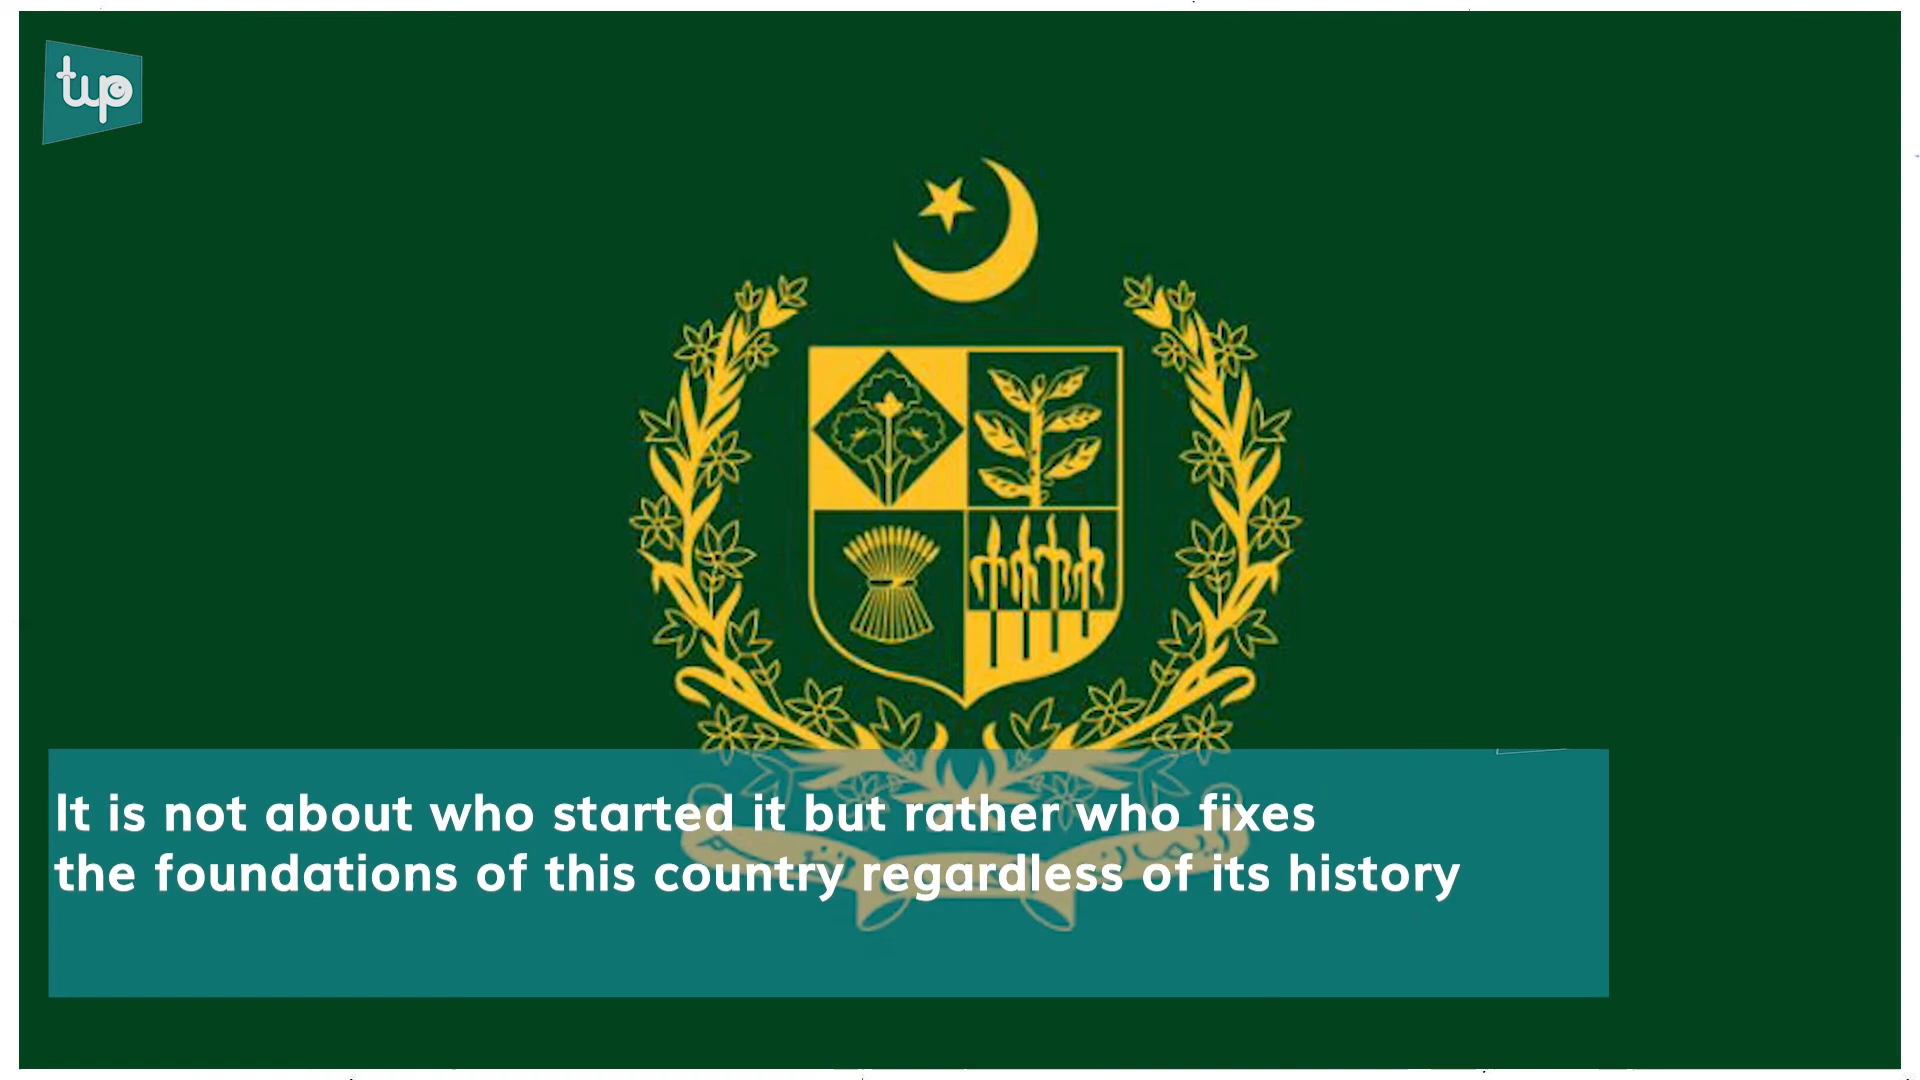 tup
It is not about who started it but rather who fixes
the foundations of this country regardless of its history